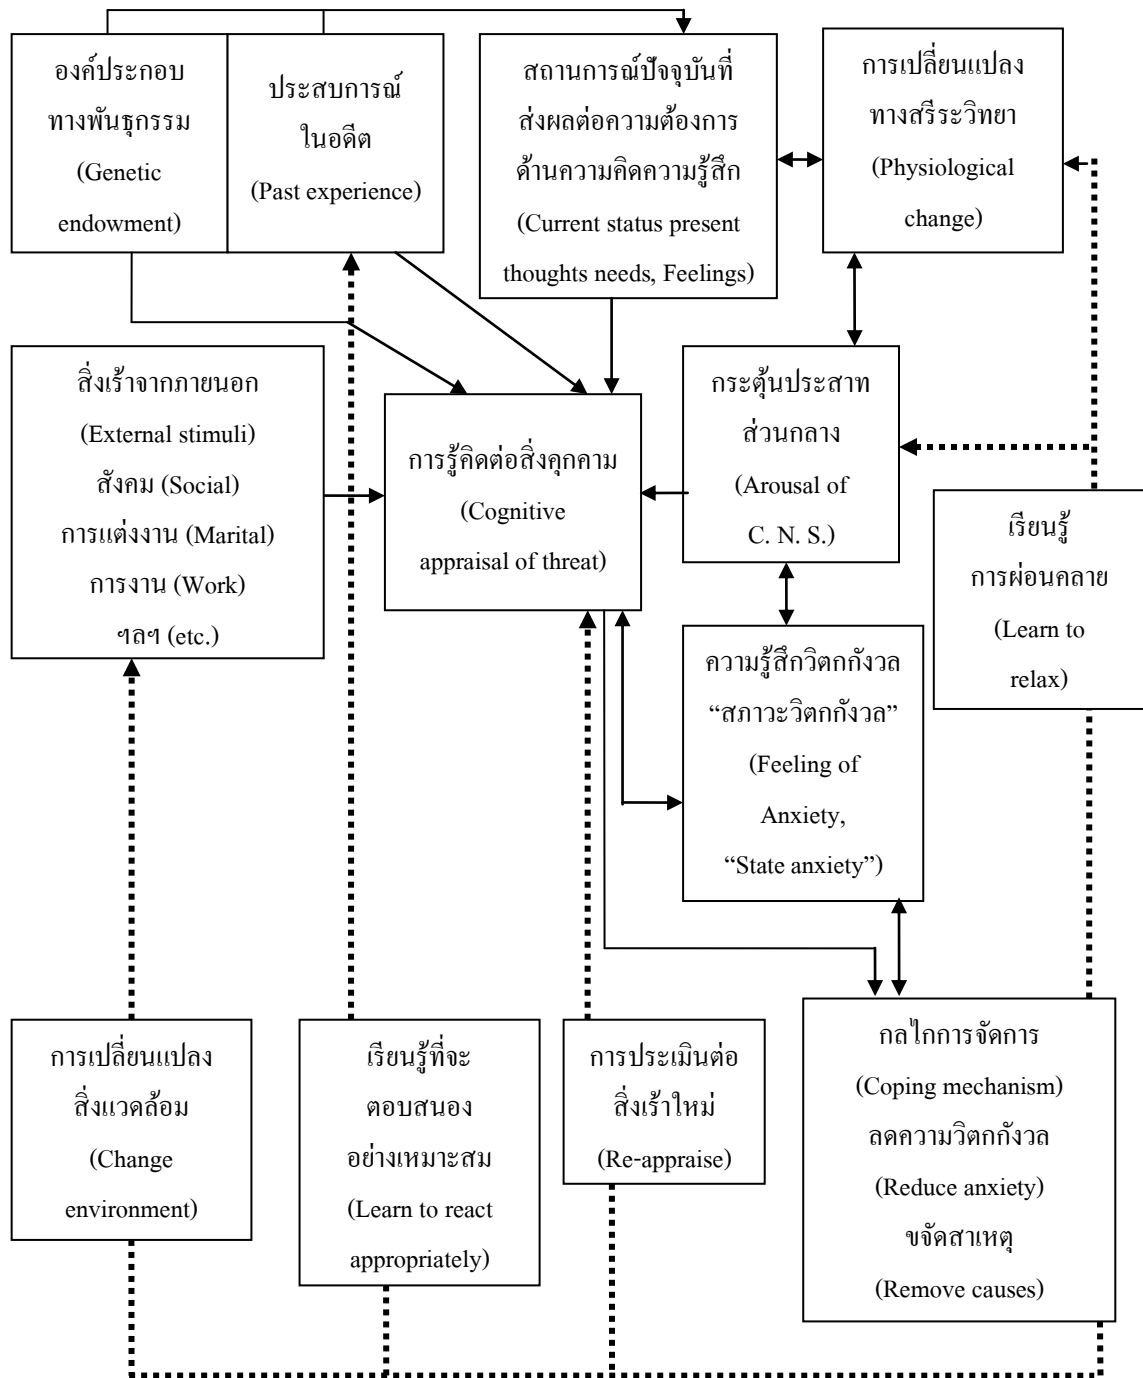 องค์ประกอบ
ทางพันธุกรรม
(Genetic
endowment)
ประสบการณ์
ในอดีต
(Past experience)
สถานการณ์ปัจจุบันที่
ส่งผลต่อความต้องการ
ด้านความคิดความรู้สึก
(Current status present
thoughts needs, Feelings)
การเปลี่ยนแปลง
ทางสรีระวิทยา
(Physiological
change)
สิ่งเร้าจากภายนอก
(External stimuli)
สังคม (Social)
การแต่งงาน (Marital)
การงาน (Work)
ฯลฯ (etc.)
การรู้คิดต่อสิ่งคุกคาม
(Cognitive
appraisal of threat)
กระตุ้นประสาท
ส่วนกลาง
(Arousal of
C. N. S.)
เรียนรู้
การผ่อนคลาย
(Learn to
relax)
ความรู้สึกวิตกกังวล
“สภาวะวิตกกังวล”
(Feeling of
Anxiety,
“State anxiety”)
การเปลี่ยนแปลง
สิ่งแวดล้อม
(Change
environment)
เรียนรู้ที่จะ
ตอบสนอง
อย่างเหมาะสม
(Learn to react
appropriately)
การประเมินต่อ
สิ่งเร้าใหม่
(Re-appraise)
กลไกการจัดการ
(Coping mechanism)
ลดความวิตกกังวล
(Reduce anxiety)
ขจัดสาเหตุ
(Remove causes)